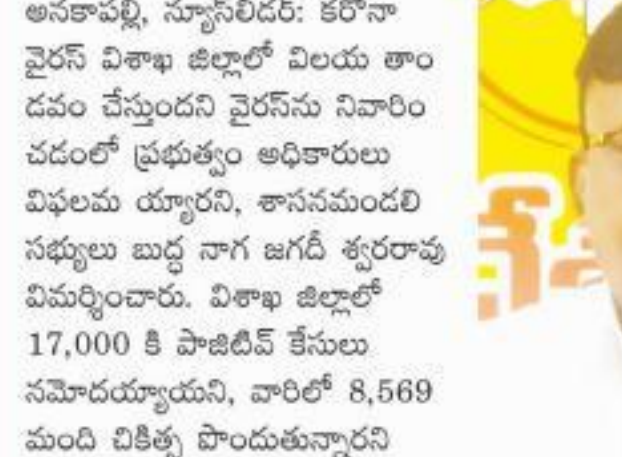 అనకాపల్లి, న్యూస్‌లీడర్: కరోనా
వైరస్ విశాఖ జిల్లాలో విలయ తాం
డవం చేస్తుందని వైరస్‌ను నివారిం
చడంలో ప్రభుత్వం అధికారులు
విఫలమ య్యారని, శాసనమండలి
సభ్యులు బుద్ధ నాగ జగదీ శ్వరరావు
విమర్శించారు. విశాఖ జిల్లాలో
17,000 కి పాజిటివ్ కేసులు
నమోదయ్యాయని, వారిలో 8,569
మంది చికిత్స పొందుతున్నారని